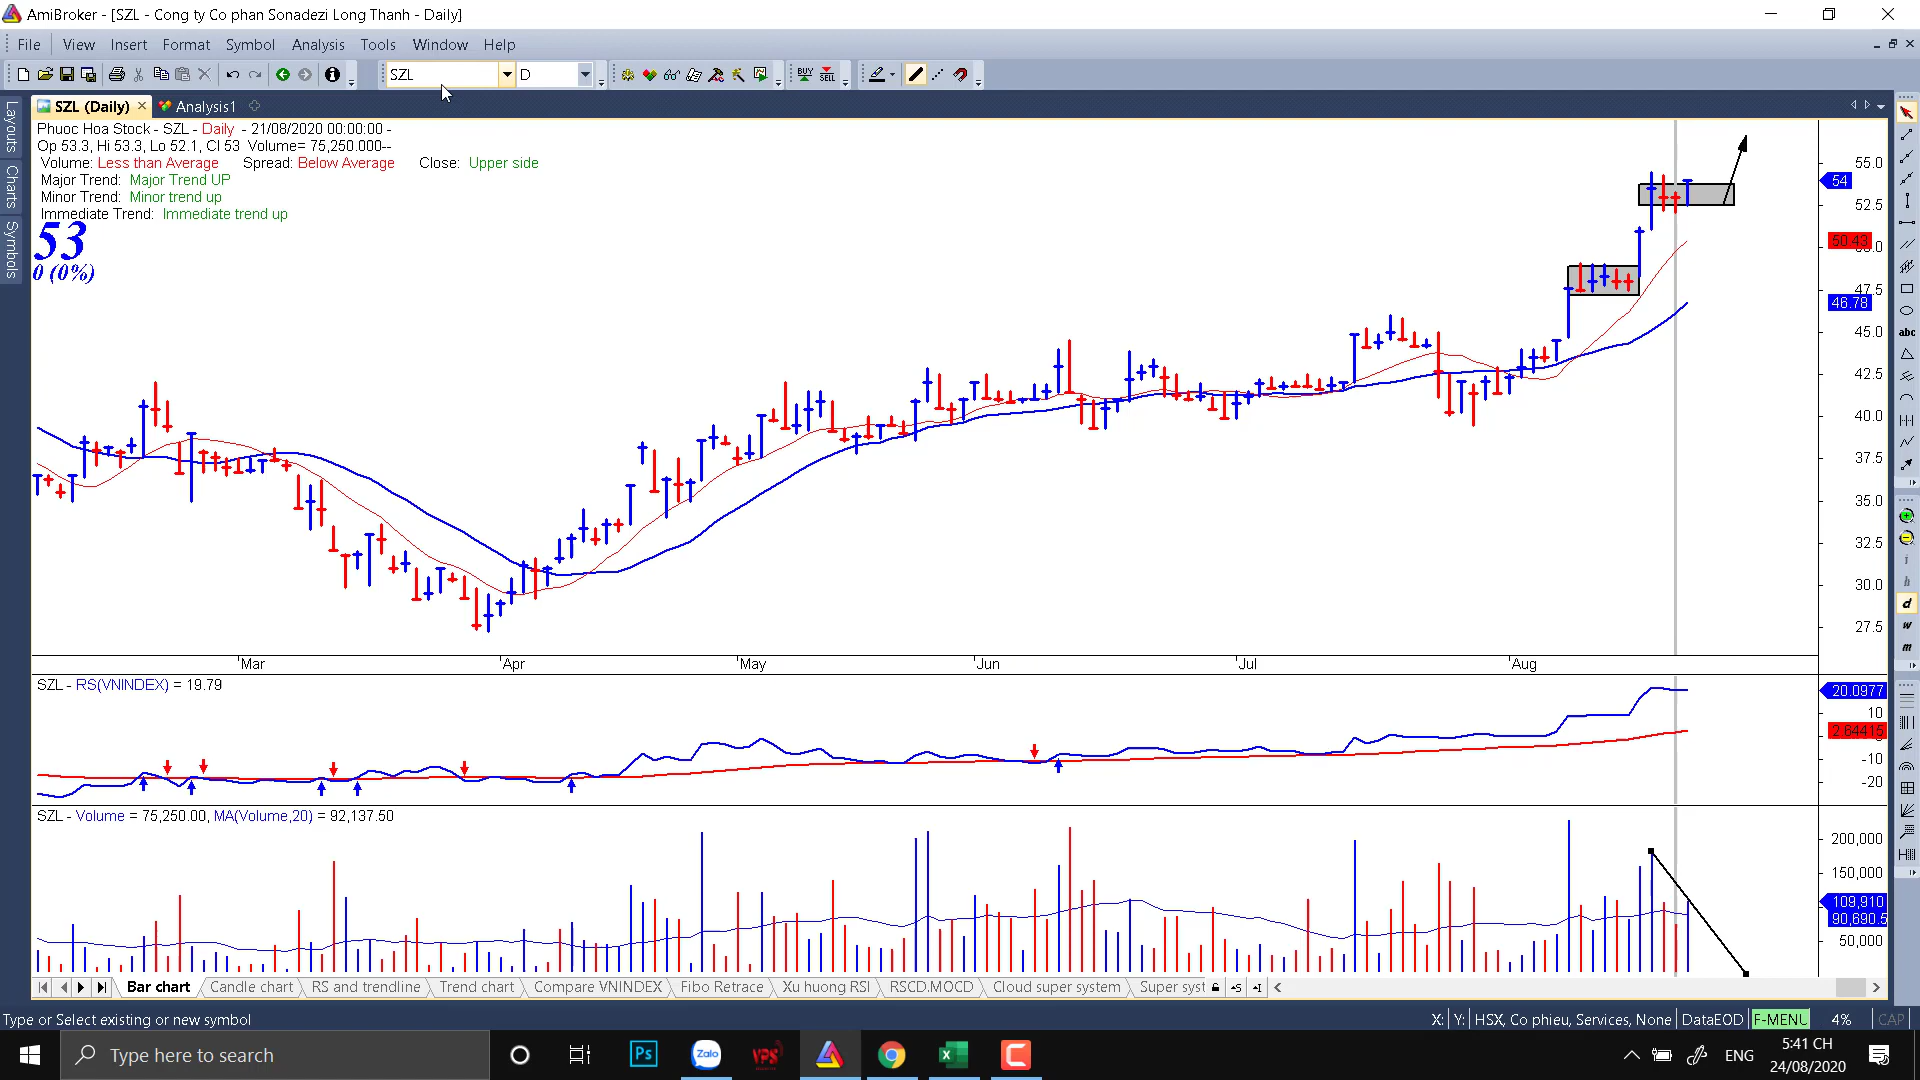 AmiBroker - [SZL - Cong ty Co phan Sonadezi Long Thanh - Daily]
File View Insert Format Symbol Analysis Tools Window Help
SZL D BUY SELL
SZL (Daily) Analysis1
Layouts
Charts
Symbols
Phuoc Hoa Stock - SZL - Daily - 21/08/2020 00:00:00 -
Op 53.3, Hi 53.3, Lo 52.1, Cl 53 Volume= 75,250.000--
Volume: Less than Average Spread: Below Average Close: Upper side
Major Trend: Major Trend UP
Minor Trend: Minor trend up
Immediate Trend: Immediate trend up
53
0 (0%)
55.0
54
52.5
50.43
47.5
46.78
45.0
42.5
40.0
37.5
35.0
32.5
30.0
27.5
Mar Apr May Jun Jul Aug
SZL - RS(VNINDEX) = 19.79
20.0977
10
2.64415
-10
-20
SZL - Volume = 75,250.00, MA(Volume,20) = 92,137.50
200,000
150,000
109,910
90,690.5
50,000
abc
i
h
d
w
m
Bar chart Candle chart RS and trendline Trend chart Compare VNINDEX Fibo Retrace Xu huong RSI RSCD.MOCD Cloud super system Super syst
Type or Select existing or new symbol X: Y: HSX, Co phieu, Services, None DataEOD F-MENU 4% CAP
Type here to search Ps Zalo VPS ENG 5:41 CH
24/08/2020